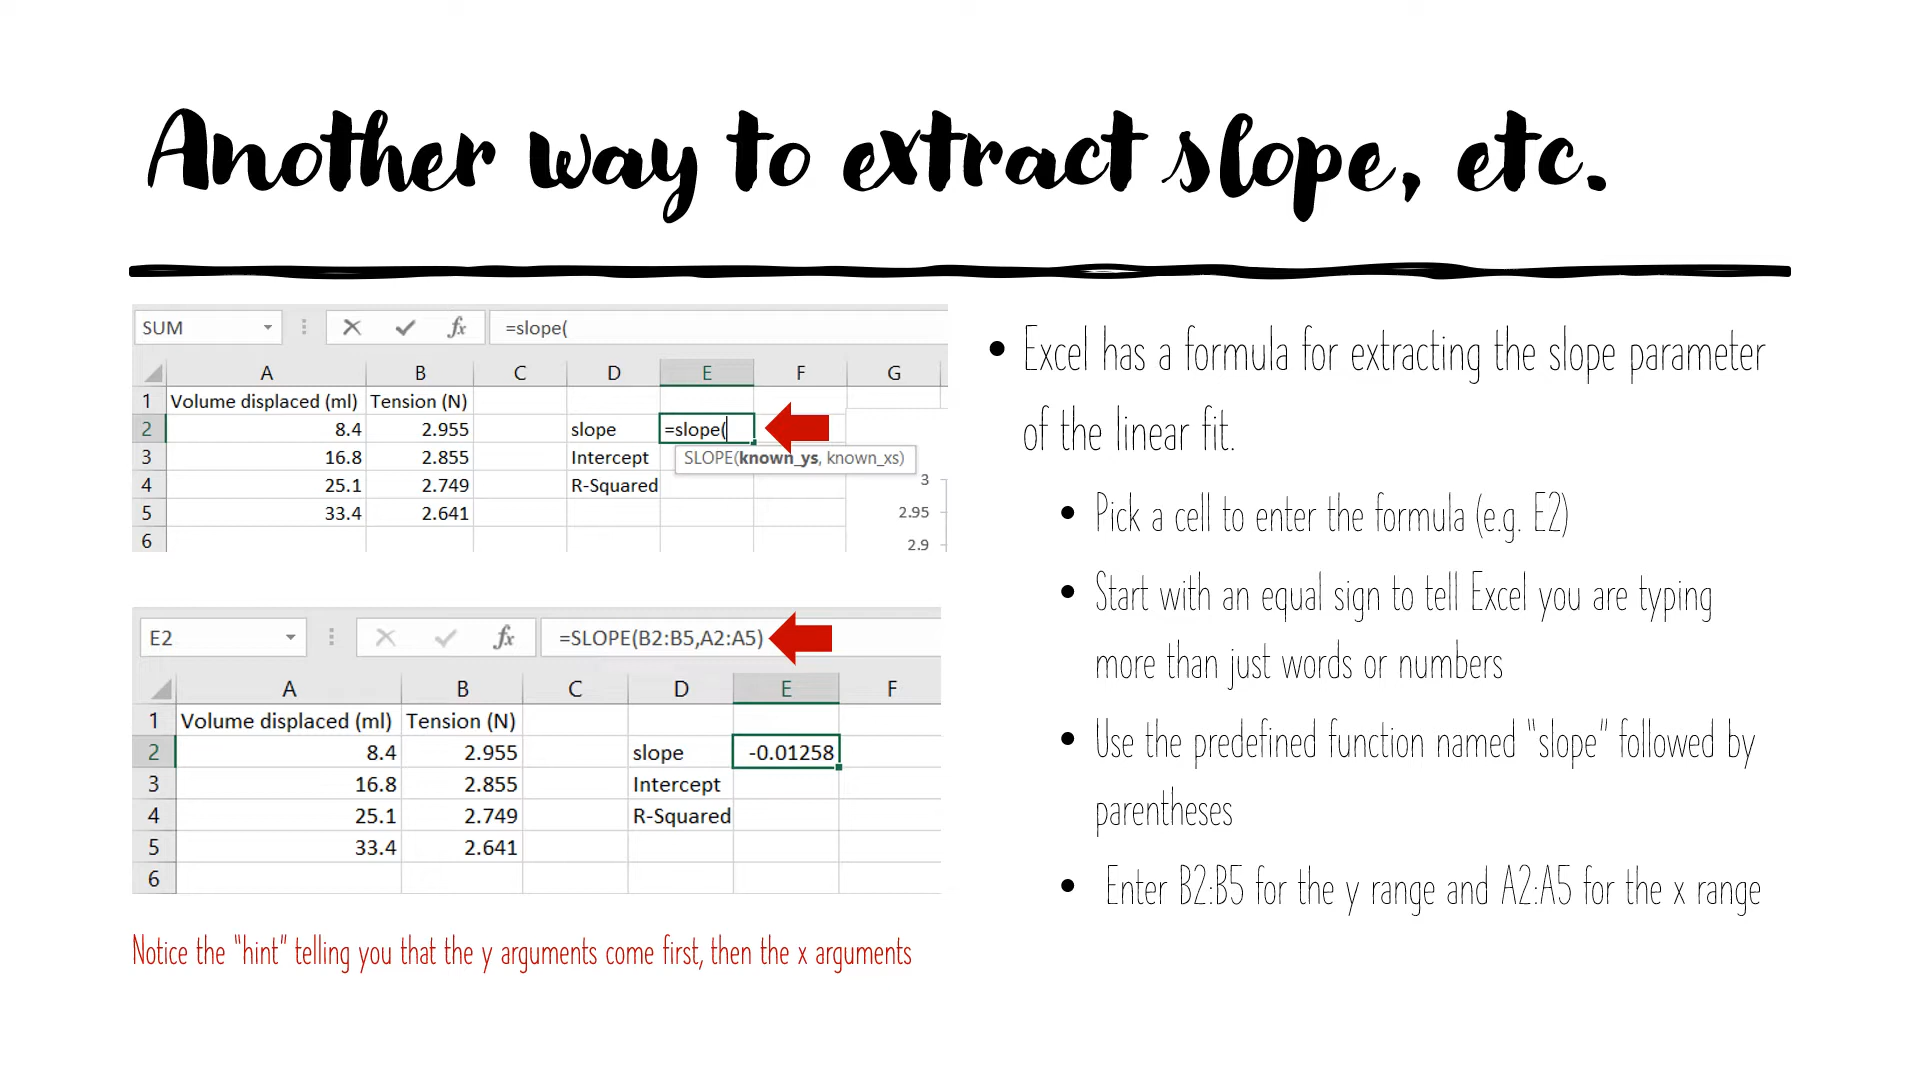 Another way to extract slope, etc.
SUM =slope(
A B C D E F G
1 Volume displaced (ml) Tension (N)
2 8.4 2.955 slope =slope(
3 16.8 2.855 Intercept SLOPE(known_ys, known_xs)
4 25.1 2.749 R-Squared 3
5 33.4 2.641 2.95
6 2.9
E2 fx =SLOPE(B2:B5,A2:A5)
A B C D E F
1 Volume displaced (ml) Tension (N)
2 8.4 2.955 slope -0.01258
3 16.8 2.855 Intercept
4 25.1 2.749 R-Squared
5 33.4 2.641
6
Notice the "hint" telling you that the y arguments come first, then the x arguments
• Excel has a formula for extracting the slope parameter
of the linear fit.
• Pick a cell to enter the formula (e.g. E2)
• Start with an equal sign to tell Excel you are typing
more than just words or numbers
• Use the predefined function named "slope" followed by
parentheses
• Enter B2:B5 for the y range and A2:A5 for the x range